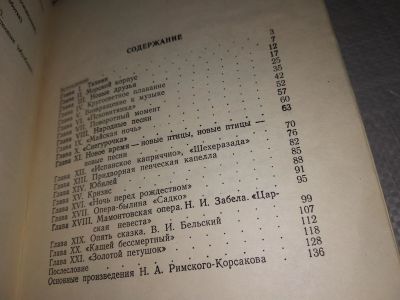 СОДЕРЖАНИЕ
Вступление 3
Глава I. Тихвин 7
Глава II. Морской корпус 12
Глава III. Новые друзья 17
Глава IV. Кругосветное плавание 25
Глава V. Возвращение к музыке 35
Глава VI. «Псковитянка» 42
Глава VII. Поворотный момент 52
Глава VIII. Народные песни 57
Глава IX. «Майская ночь» 60
Глава X. «Снегурочка» 63
Глава XI. Новое время — новые птицы, новые птицы —
новые песни 70
Глава XII. «Испанское каприччио», «Шехеразада» 76
Глава XIII. Придворная певческая капелла 82
Глава XIV. Юбилей 85
Глава XV. Кризис 88
Глава XVI. «Ночь перед рождеством» 91
Глава XVII. Опера-былина «Садко» 95
Глава XVIII. Мамонтовская опера. Н. И. Забела. «Цар-
ская невеста» 99
Глава XIX. Опять сказка. В. И. Бельский 107
Глава XX. «Кащей бессмертный» 112
Глава XXI. «Золотой петушок» 118
Послесловие 128
Основные произведения Н. А. Римского-Корсакова 136